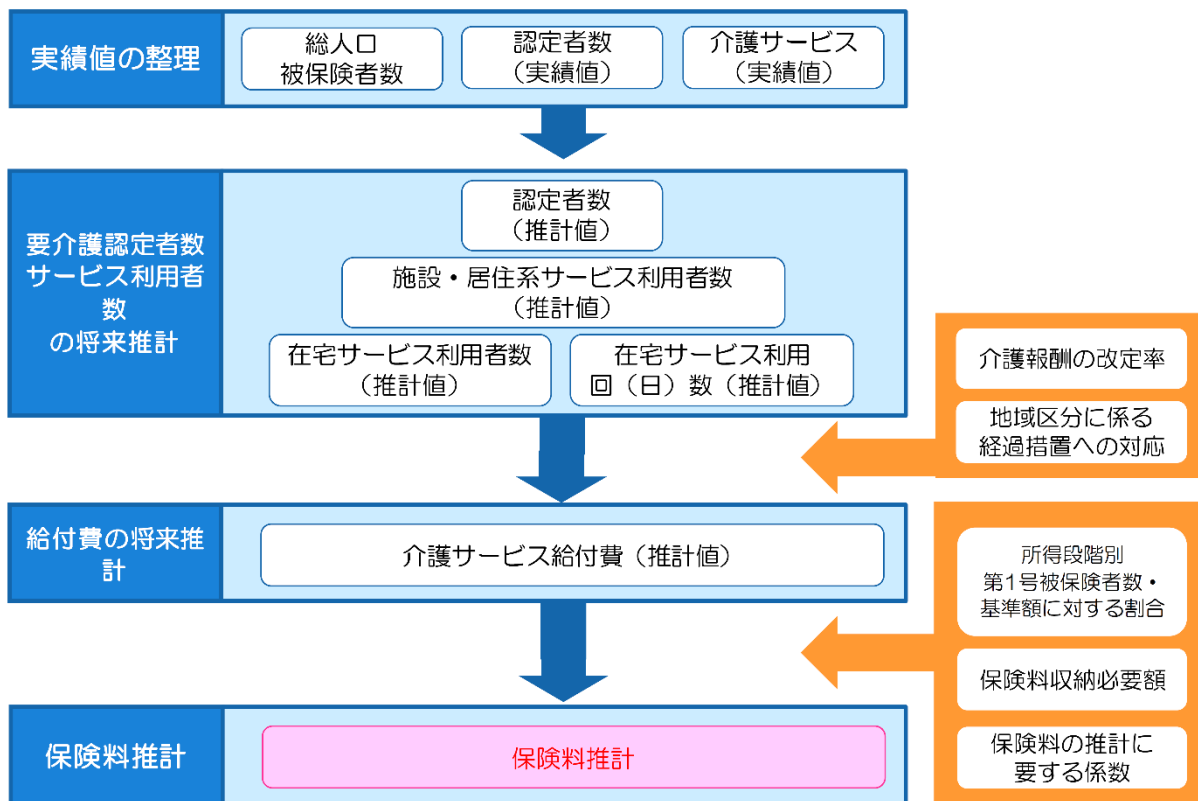 実績値の整理
総人口
被保険者数
認定者数
（実績値）
介護サービス
（実績値）
要介護認定者数
サービス利用者
数
の将来推計
認定者数
（推計値）
施設・居住系サービス利用者数
（推計値）
在宅サービス利用者数
（推計値）
在宅サービス利用
回（日）数（推計値）
介護報酬の改定率
地域区分に係る
経過措置への対応
給付費の将来推
計
介護サービス給付費（推計値）
所得段階別
第1号被保険者数・
基準額に対する割合
保険料収納必要額
保険料の推計に
要する係数
保険料推計
保険料推計